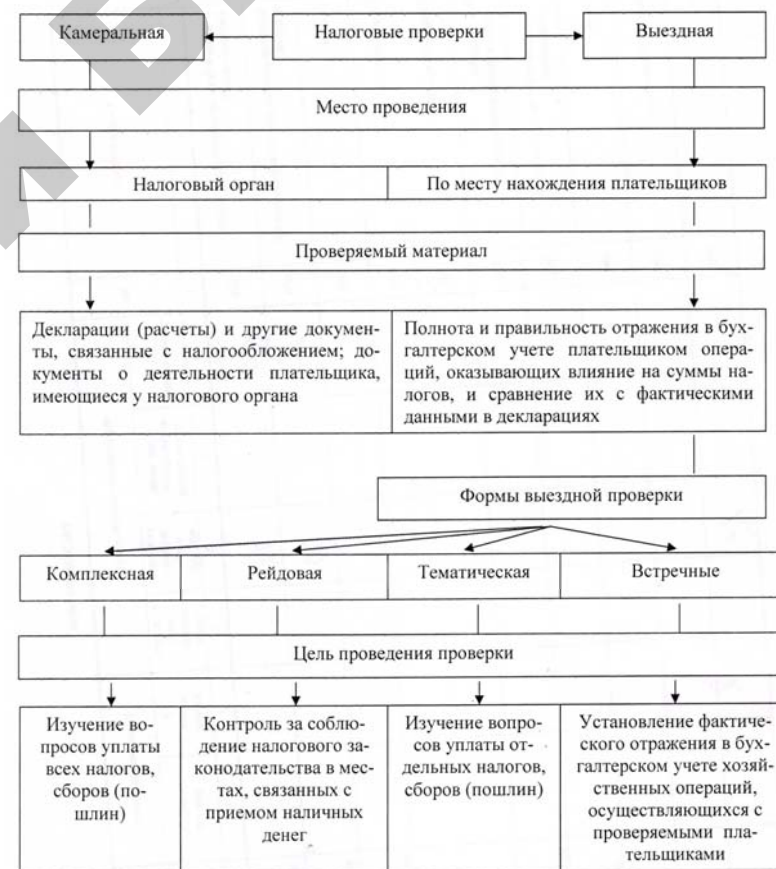 Камеральная
Налоговые проверки
Выездная
Место проведения
Налоговый орган
По месту нахождения плательщиков
Проверяемый материал
Декларации (расчеты) и другие докумен-
ты, связанные с налогообложением; до-
кументы о деятельности плательщика,
имеющиеся у налогового органа
Полнота и правильность отражения в бух-
галтерском учете плательщиком опера-
ций, оказывающих влияние на суммы на-
логов, и сравнение их с фактическими
данными в декларациях
Формы выездной проверки
Комплексная
Рейдовая
Тематическая
Встречные
Цель проведения проверки
Изучение во-
просов уплаты
всех налогов,
сборов (по-
шлин)
Контроль за соблю-
дение налогового за-
конодательства в мес-
тах, связанных с
приемом наличных
денег
Изучение вопро-
сов уплаты от-
дельных налогов,
сборов (пошлин)
Установление фактиче-
ского отражения в бух-
галтерском учете хозяй-
ственных операций,
осуществляющихся с
проверяемыми пла-
тельщиками